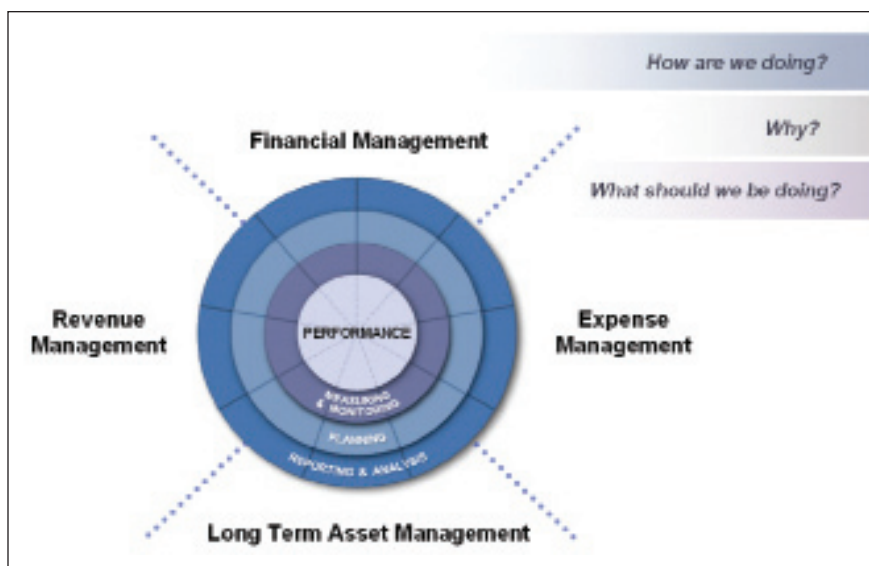 How are we doing?
Why?
What should we be doing?
Financial Management
Revenue
Management
Expense
Management
PERFORMANCE
MEASURING
& MONITORING
PLANNING
REPORTING & ANALYSIS
Long Term Asset Management